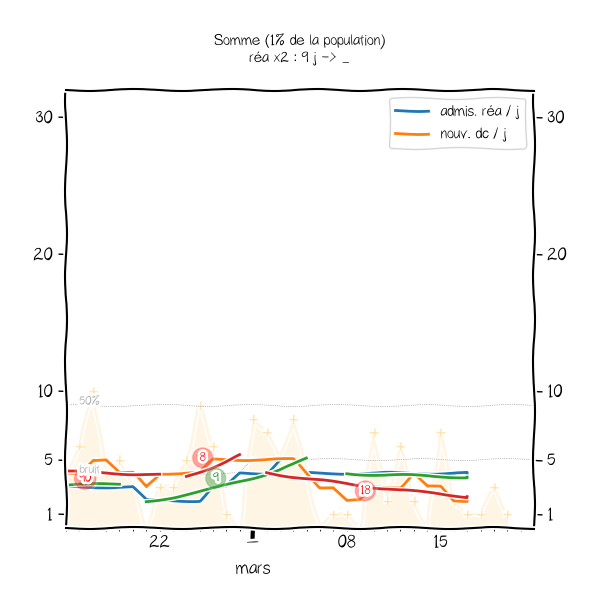 Somme (1% de la population)
réa x2 : 9 j -> _
admis. réa / j
nouv. dc / j
30 30
20 20
10 10
50%
8
5 5
bruit
9
18
1 1
22 08 15
mars